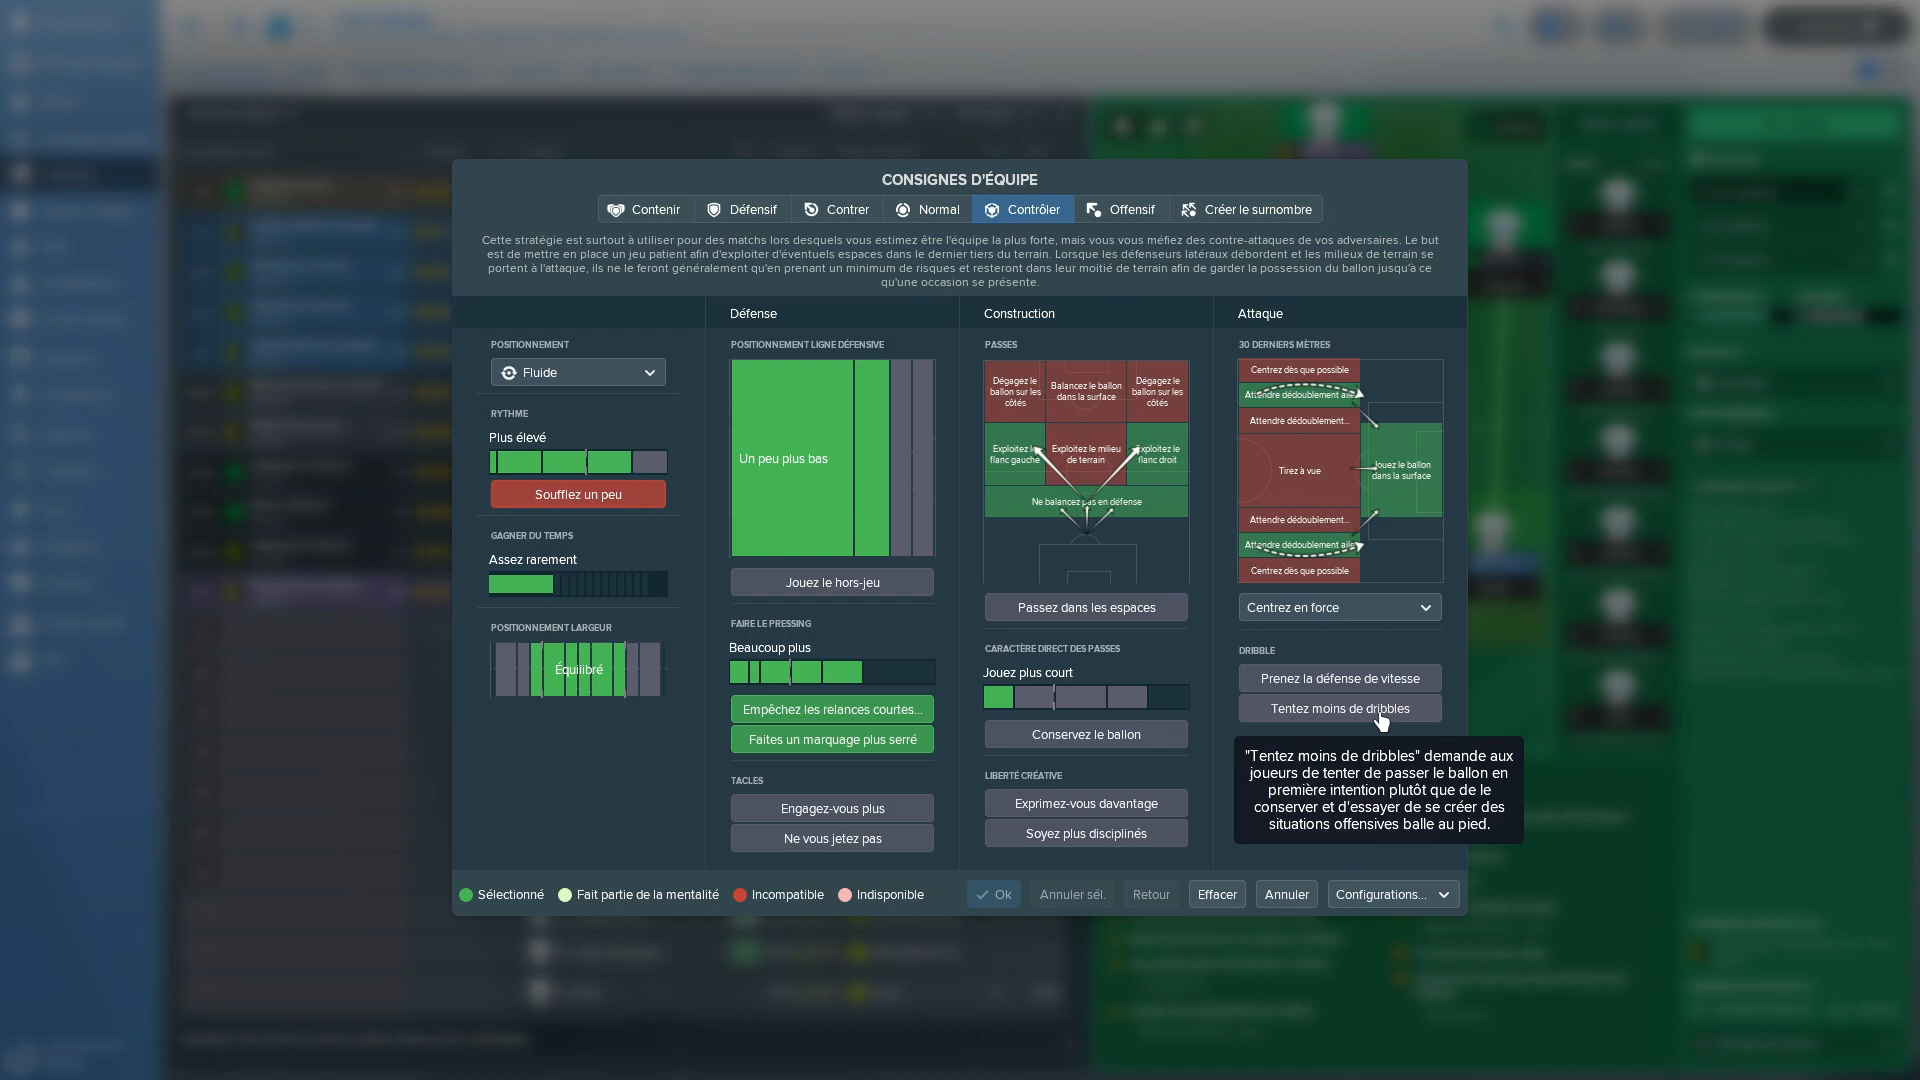 CONSIGNES D'ÉQUIPE
Contenir
Défensif
Contrer
Normal
Contrôler
Offensif
Créer le surnombre
Cette stratégie est surtout à utiliser pour des matchs lors desquels vous estimez être l'équipe la plus forte, mais vous vous méfiez des contre-attaques de vos adversaires. Le but
est de mettre en place un jeu patient afin d'exploiter d'éventuels espaces dans le dernier tiers du terrain. Lorsque les défenseurs latéraux débordent et les milieux de terrain se
portent à l'attaque, ils ne le feront généralement qu'en prenant un minimum de risques et resteront dans leur moitié de terrain afin de garder la possession du ballon jusqu'à ce
qu'une occasion se présente.
POSITIONNEMENT
Fluide
RYTHME
Plus élevé
Soufflez un peu
GAGNER DU TEMPS
Assez rarement
POSITIONNEMENT LARGEUR
Équilibré
Défense
POSITIONNEMENT LIGNE DÉFENSIVE
Un peu plus bas
Jouez le hors-jeu
FAIRE LE PRESSING
Beaucoup plus
Empêchez les relances courtes...
Faites un marquage plus serré
TACLES
Engagez-vous plus
Ne vous jetez pas
Construction
PASSES
Dégagez le
ballon sur les
côtés
Balancez le ballon
dans la surface
Dégagez le
ballon sur les
côtés
Exploitez le
flanc gauche
Exploitez le milieu
de terrain
Exploitez le
flanc droit
Ne balancez pas en défense
Passez dans les espaces
CARACTÈRE DIRECT DES PASSES
Jouez plus court
Conservez le ballon
LIBERTÉ CRÉATIVE
Exprimez-vous davantage
Soyez plus disciplinés
Attaque
30 DERNIERS MÈTRES
Centrez dès que possible
Attendre dédoublement aile
Attendre dédoublement...
Tirez à vue
Jouez le ballon
dans la surface
Attendre dédoublement...
Attendre dédoublement aile
Centrez dès que possible
Centrez en force
DRIBBLE
Prenez la défense de vitesse
Tentez moins de dribbles
"Tentez moins de dribbles" demande aux
joueurs de tenter de passer le ballon en
première intention plutôt que de le
conserver et d'essayer de se créer des
situations offensives balle au pied.
Sélectionné
Fait partie de la mentalité
Incompatible
Indisponible
Ok
Annuler sél.
Retour
Effacer
Annuler
Configurations...